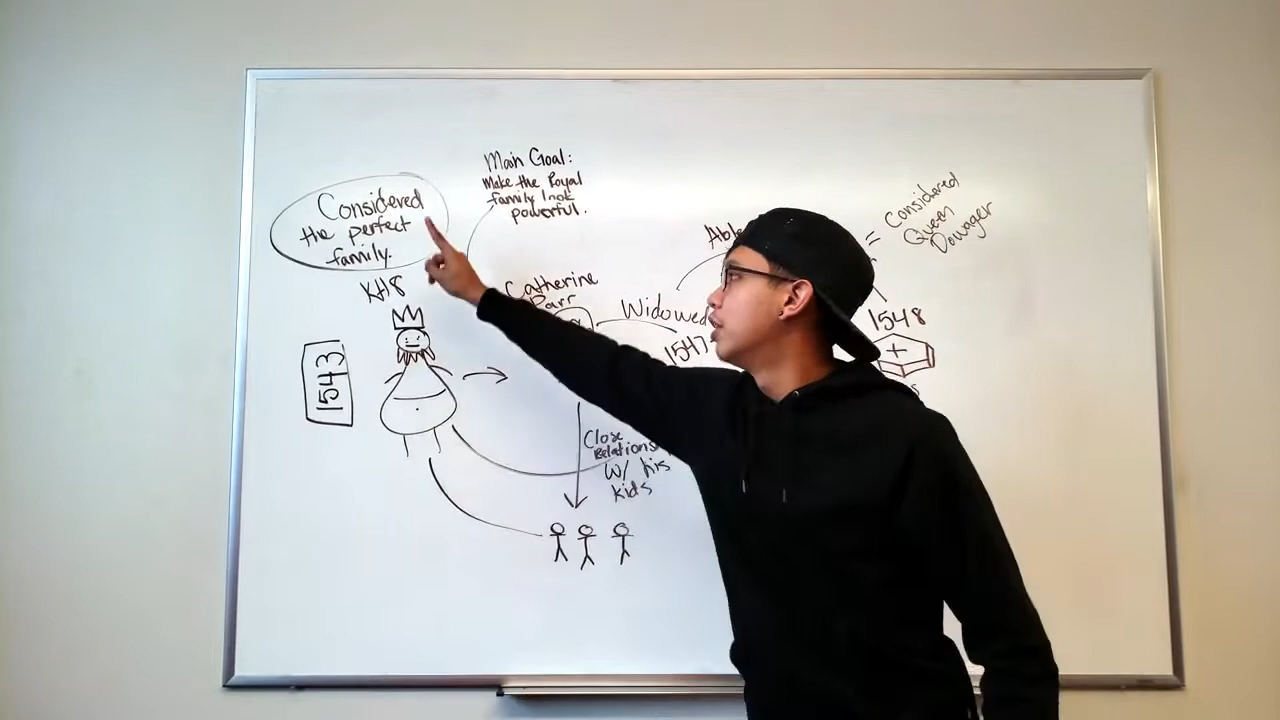 Considered
the perfect
family.
Main Goal:
Make the Royal
family look
powerful.
KH8
1543
Catherine
Parr
Widowed
1547
Close
w/ his
kids
= Considered
Queen
Dowager
1548